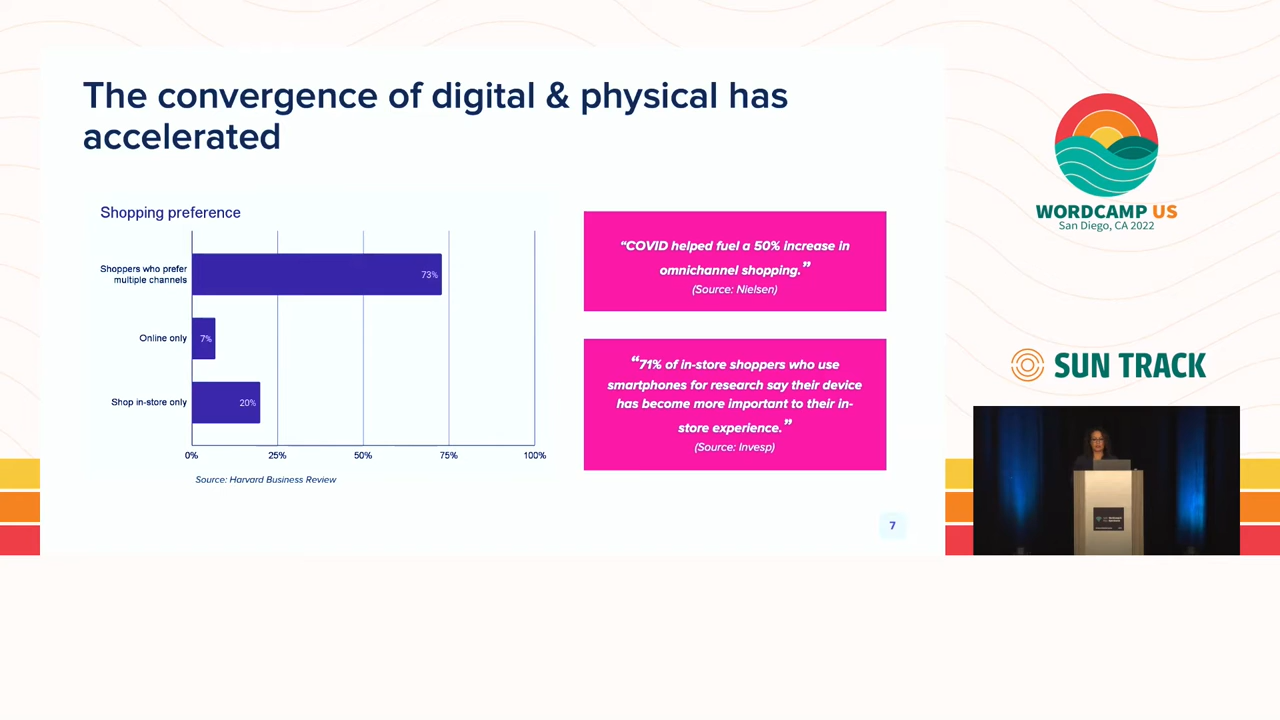 The convergence of digital & physical has
accelerated
Shopping preference
Shoppers who prefer
multiple channels
73%
Online only
7%
Shop in-store only
20%
0%
25%
50%
75%
100%
Source: Harvard Business Review
“COVID helped fuel a 50% increase in
omnichannel shopping.”
(Source: Nielsen)
“71% of in-store shoppers who use
smartphones for research say their device
has become more important to their in-
store experience.”
(Source: Invesp)
7
WORDCAMP US
San Diego, CA 2022
SUN TRACK